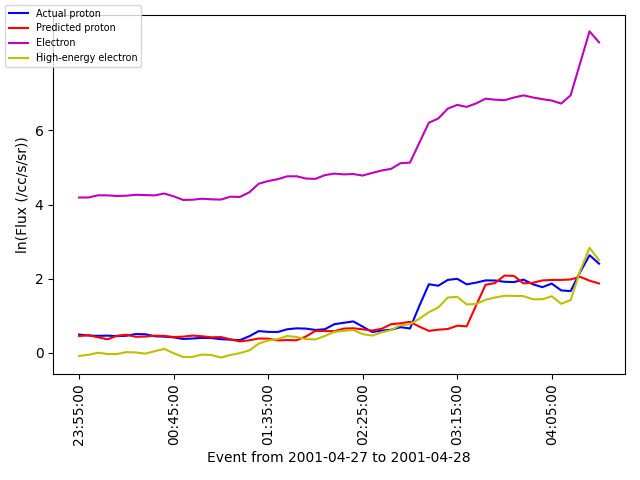 Actual proton
Predicted proton
Electron
High-energy electron
ln(Flux (/cc/s/sr))
6
4
2
0
23:55:00
00:45:00
01:35:00
02:25:00
03:15:00
04:05:00
Event from 2001-04-27 to 2001-04-28